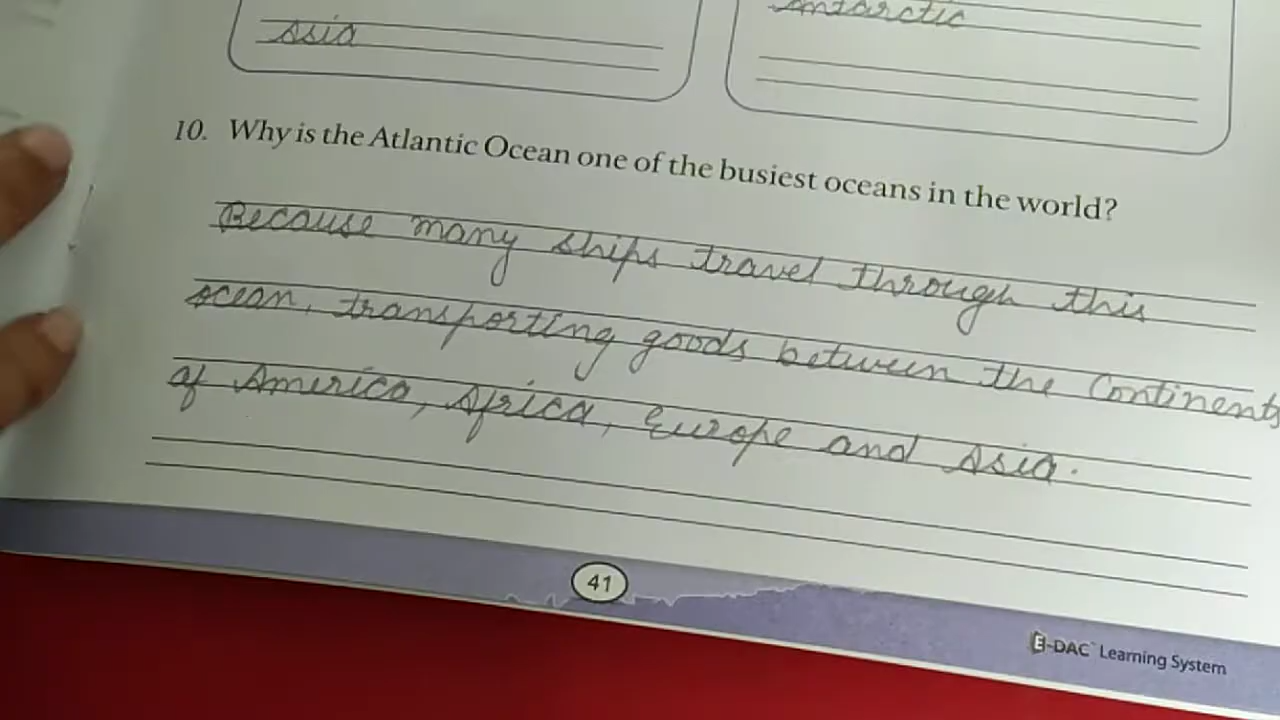 Asia
Antarctic
10. Why is the Atlantic Ocean one of the busiest oceans in the world?
Because many ships travel through this
ocean, transporting goods between the Continents
of America, Africa, Europe and Asia.
41
E-DAC Learning System